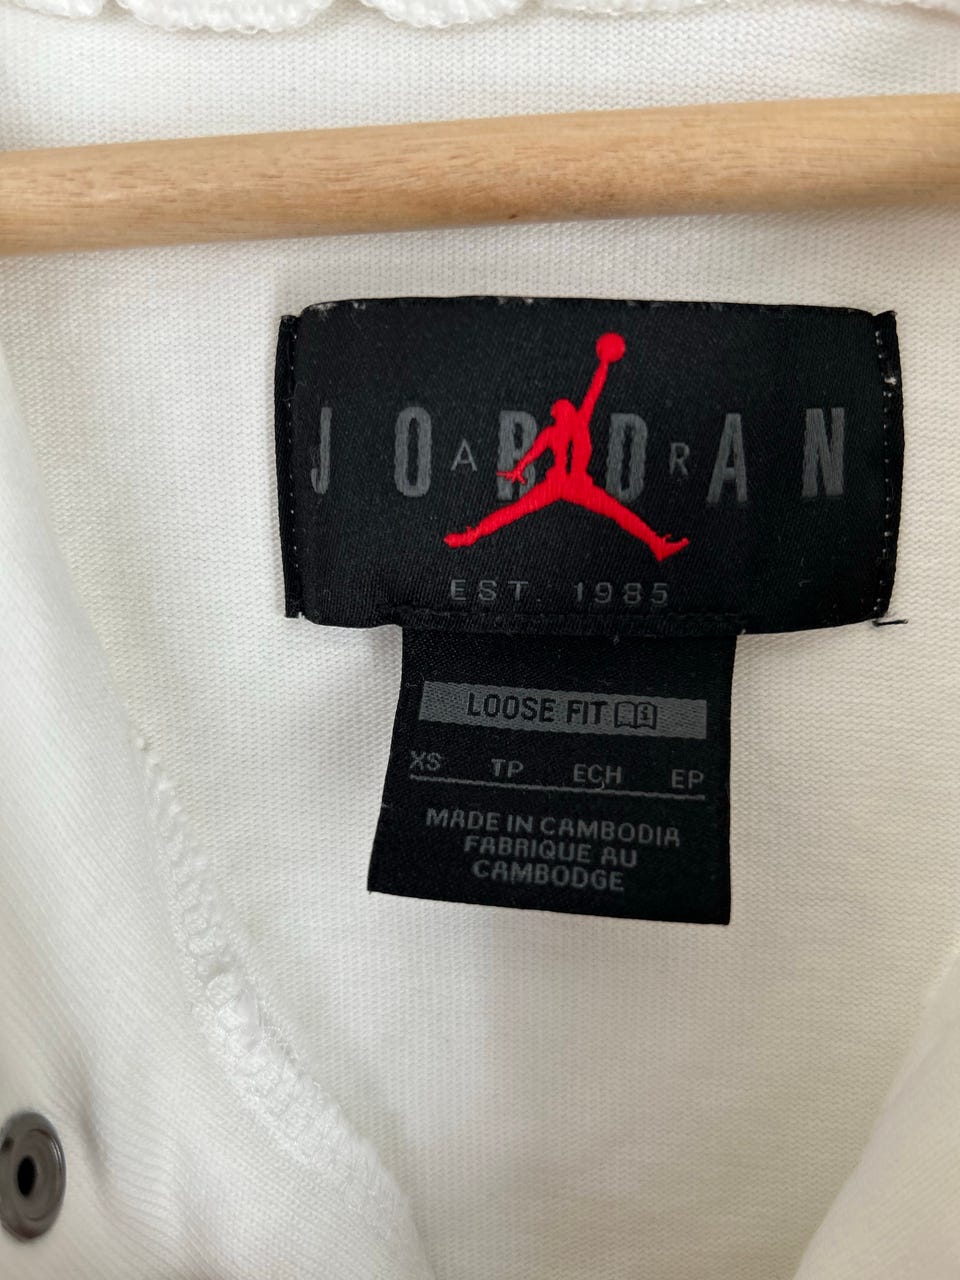 JORDAN
AIR
EST. 1985
LOOSE FIT
XS TP ECH EP
MADE IN CAMBODIA
FABRIQUE AU
CAMBODGE